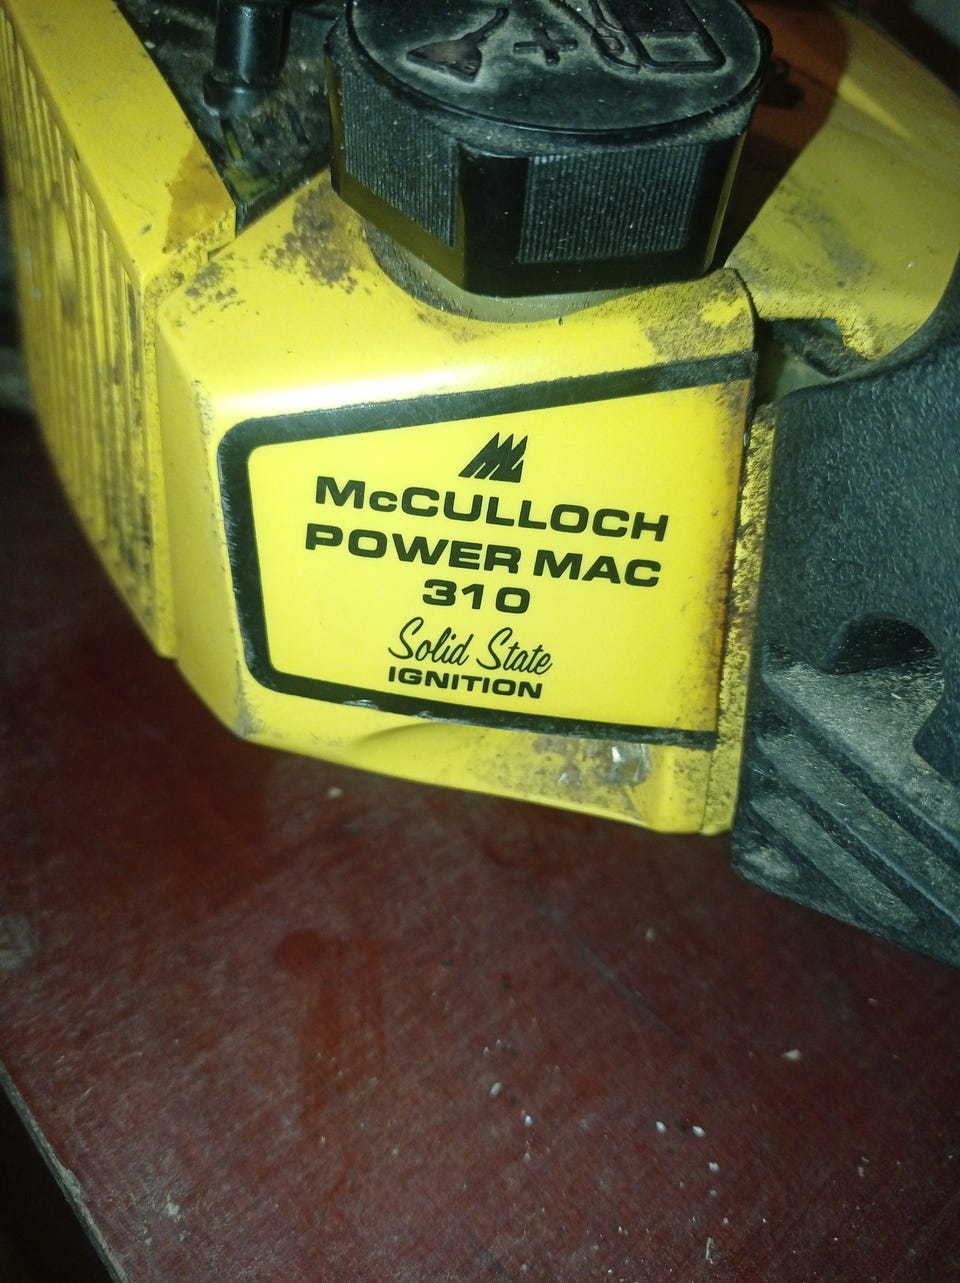 McCULLOCH
POWER MAC
310
Solid State
IGNITION